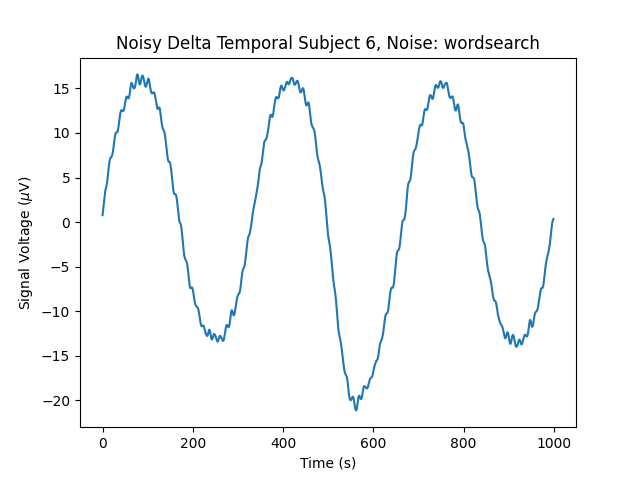 Noisy Delta Temporal Subject 6, Noise: wordsearch
Signal Voltage (μV)
15
10
5
0
−5
−10
−15
−20
0 200 400 600 800 1000
Time (s)